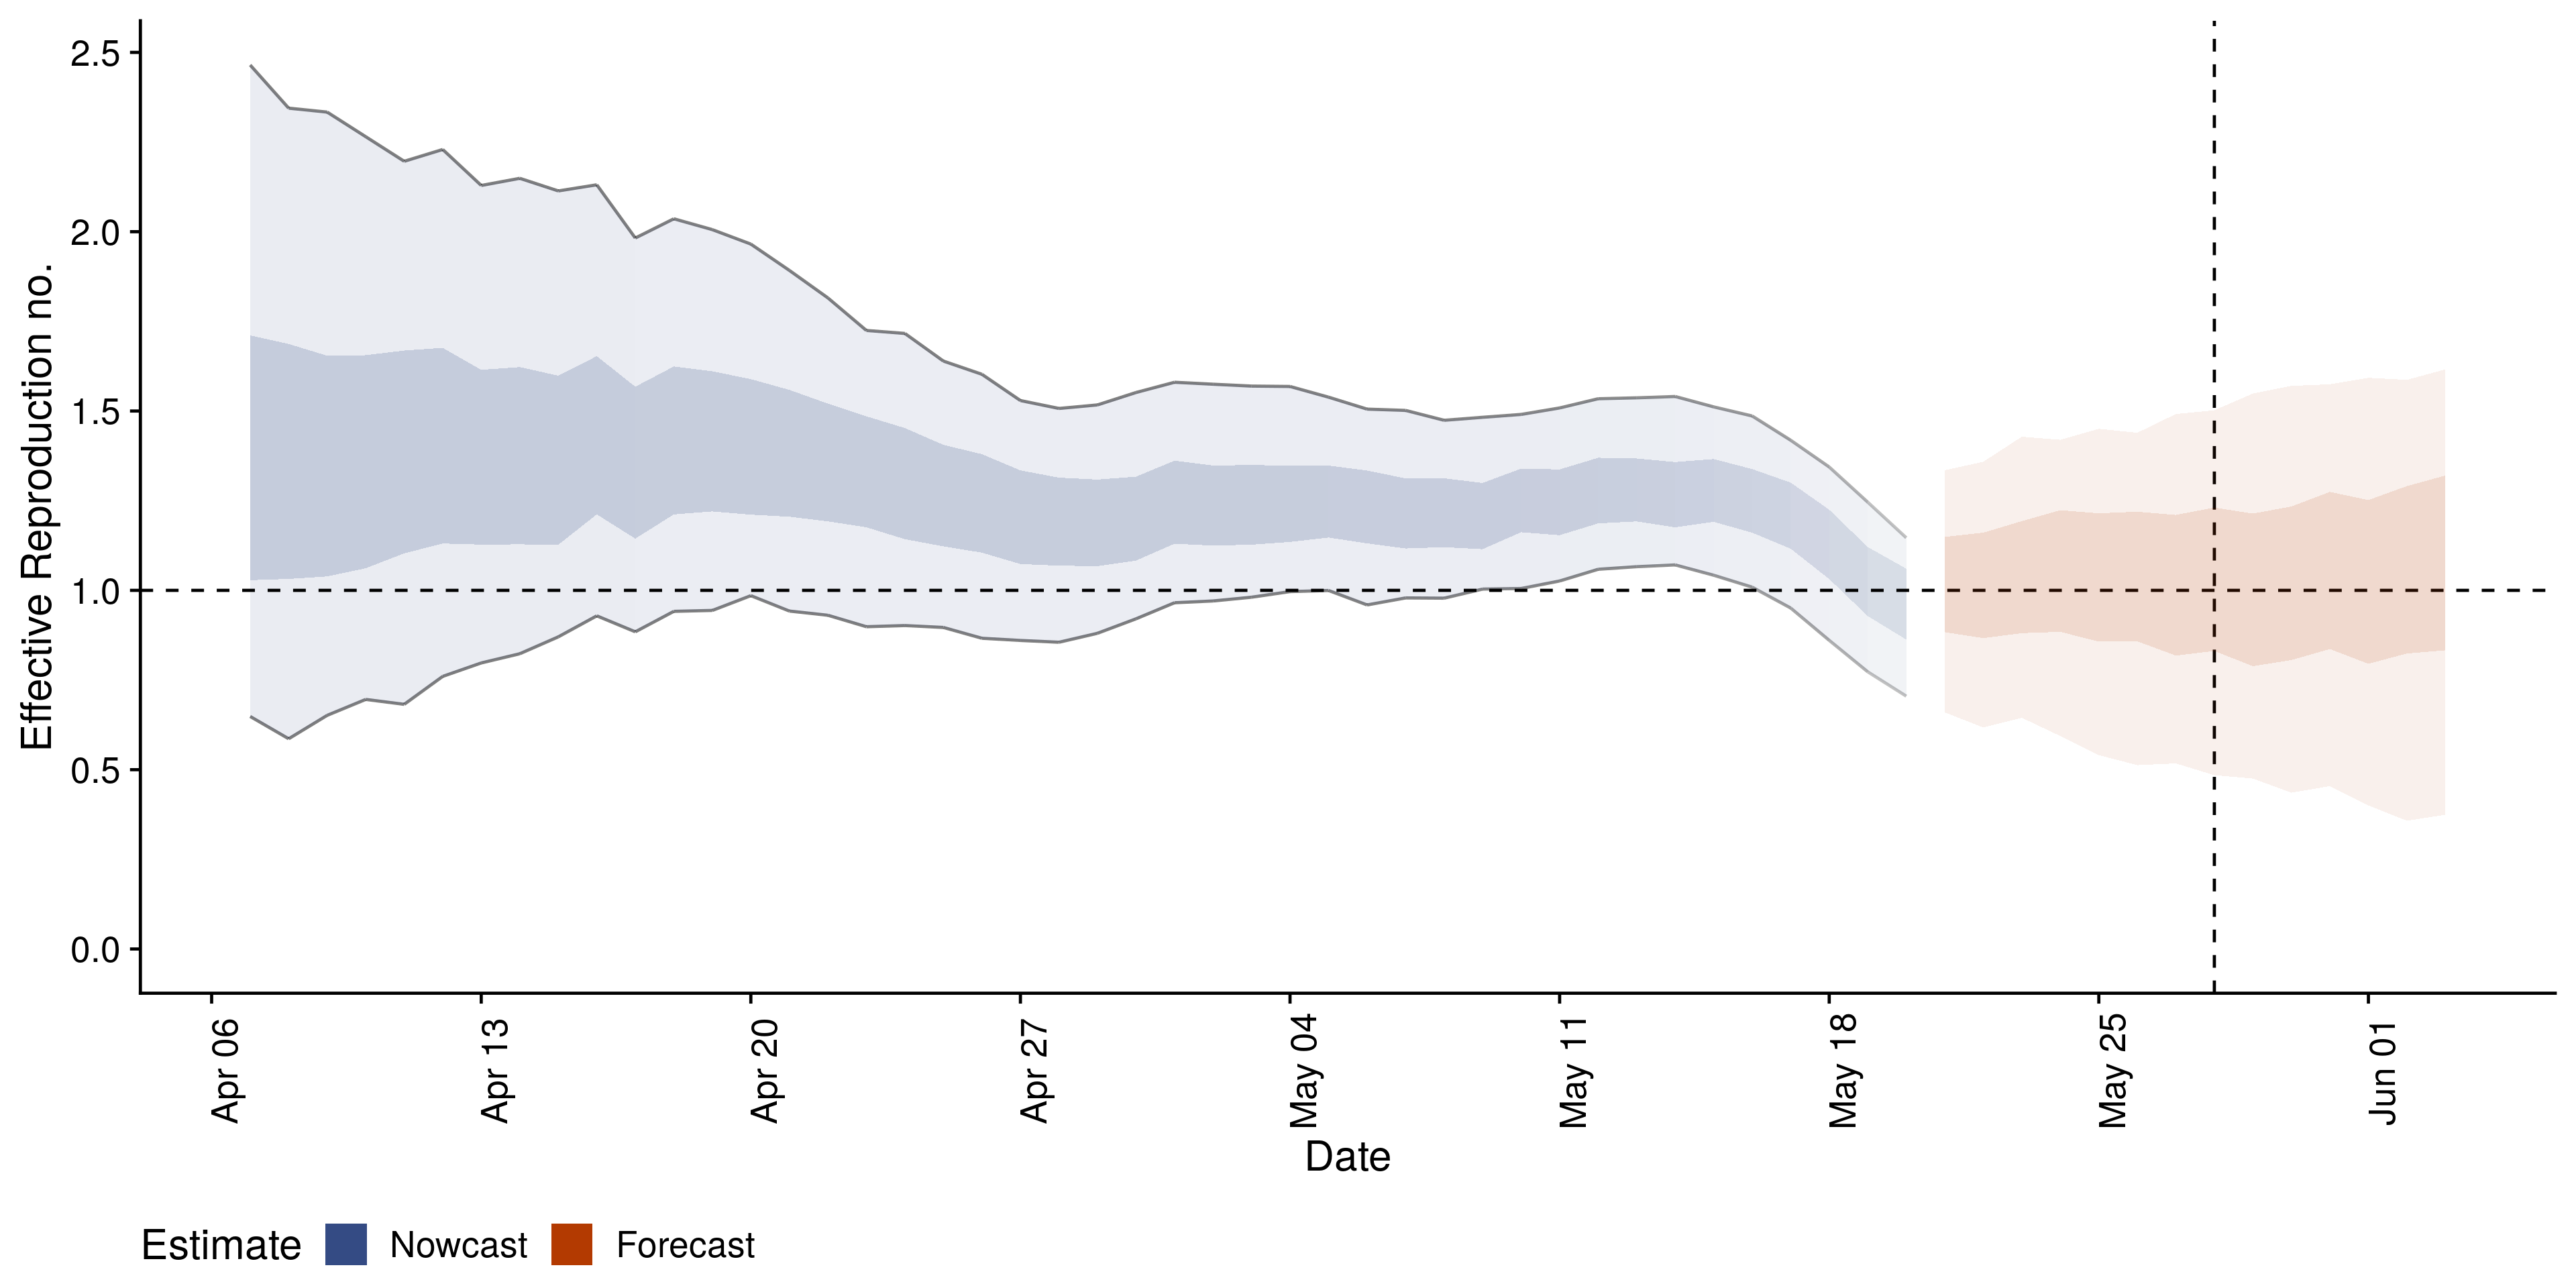 Effective Reproduction no.
2.5
2.0
1.5
1.0
0.5
0.0
Apr 06
Apr 13
Apr 20
Apr 27
May 04
May 11
May 18
May 25
Jun 01
Date
Estimate Nowcast Forecast